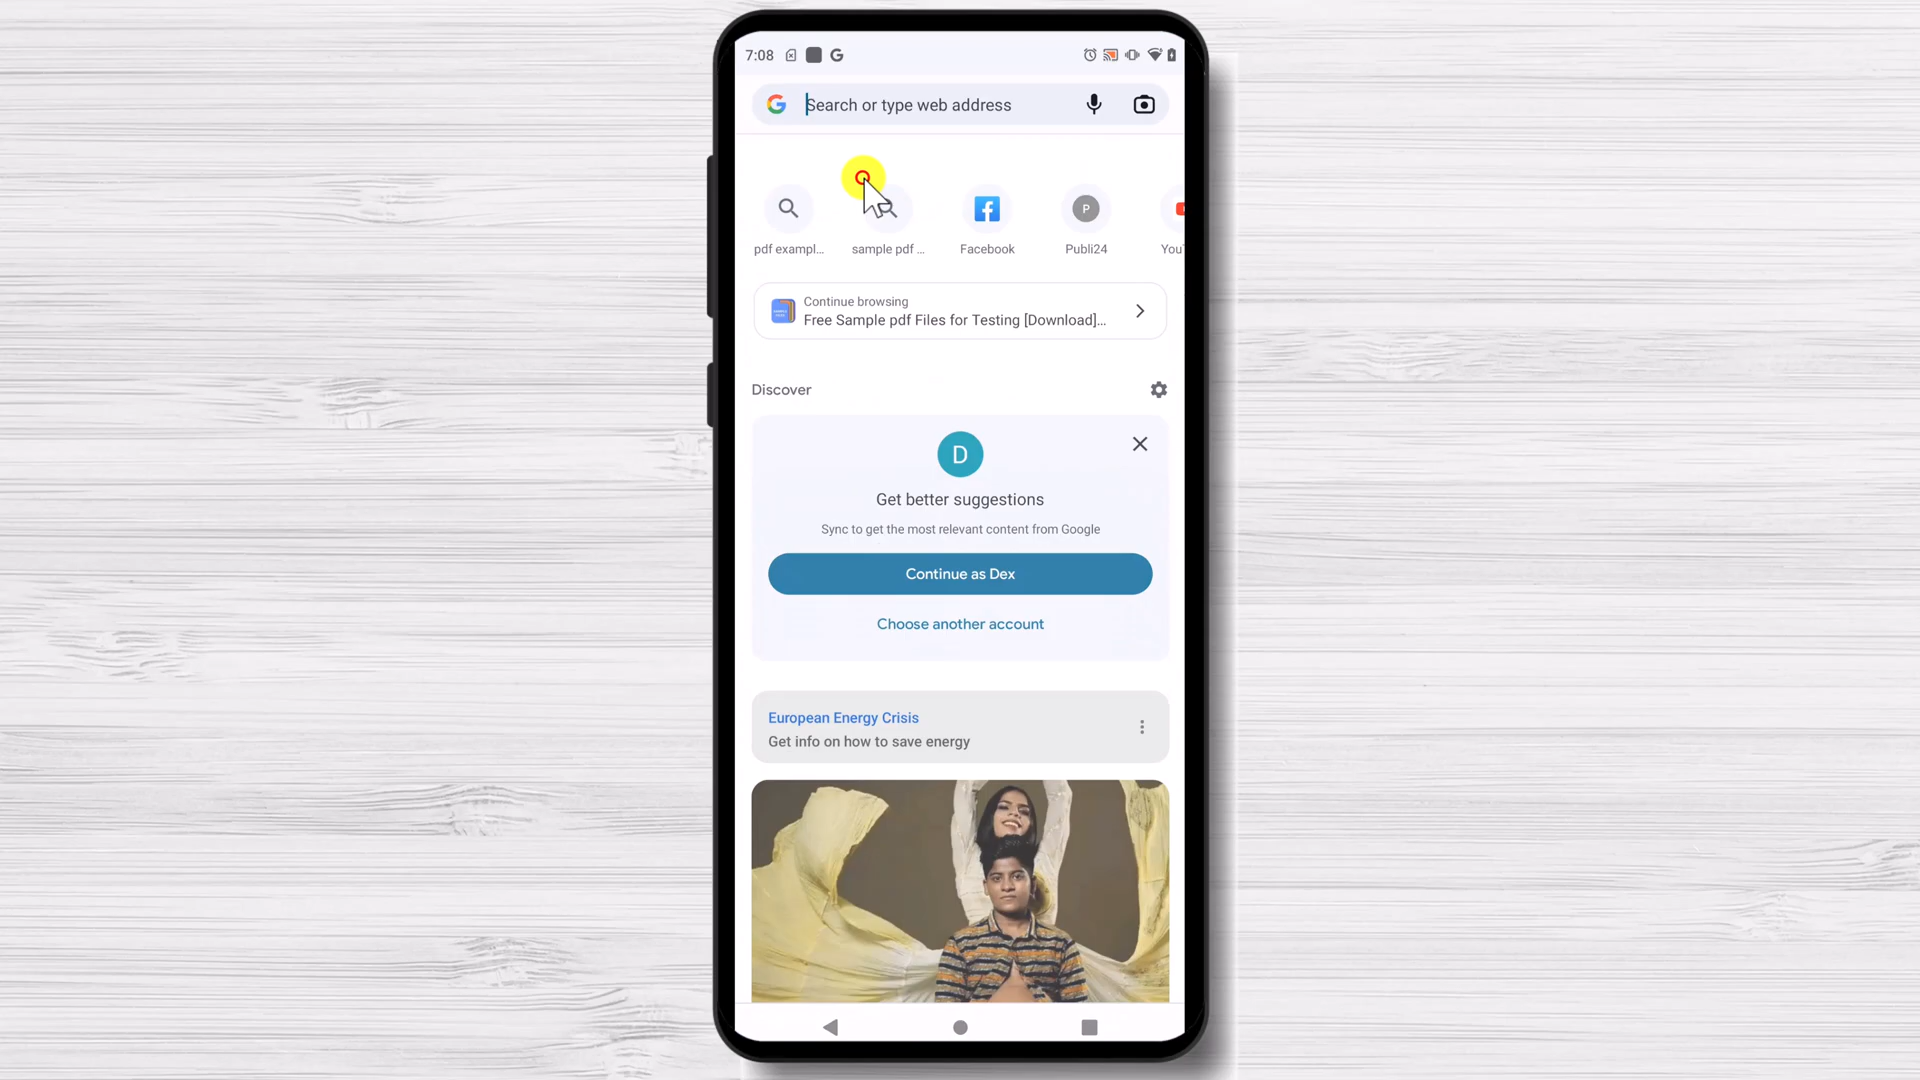 7:08
Search or type web address
pdf exampl...
sample pdf ...
Facebook
P
Publi24
Continue browsing
Free Sample pdf Files for Testing [Download]...
Discover
D
Get better suggestions
Sync to get the most relevant content from Google
Continue as Dex
Choose another account
European Energy Crisis
Get info on how to save energy